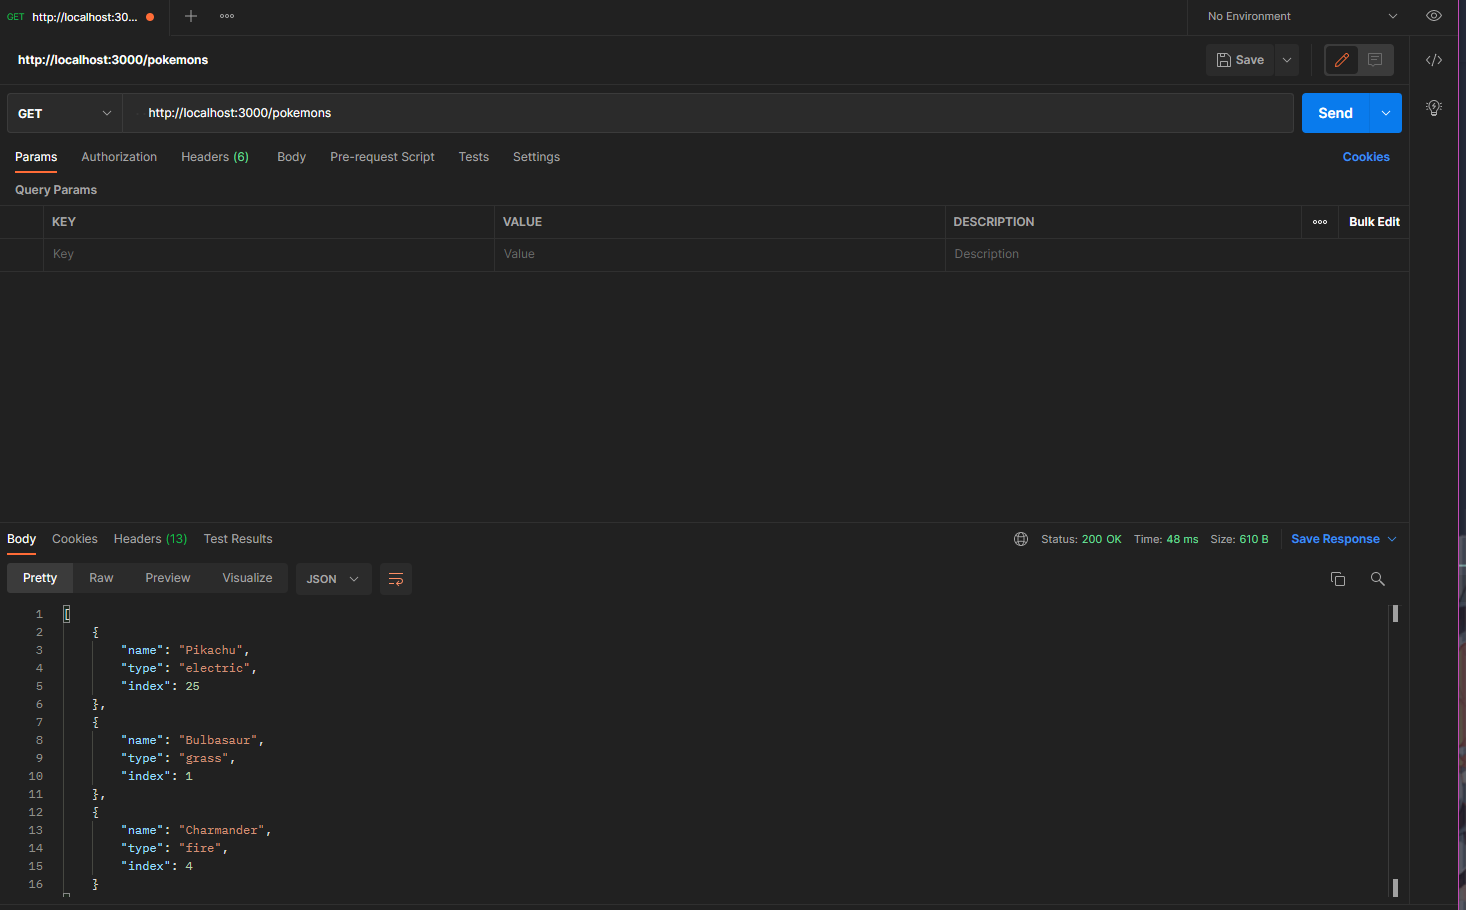 GET http://localhost:30...
No Environment
http://localhost:3000/pokemons
Save
GET
http://localhost:3000/pokemons
Send
Params Authorization Headers (6) Body Pre-request Script Tests Settings
Cookies
Query Params
KEY VALUE DESCRIPTION Bulk Edit
Key Value Description
Body Cookies Headers (13) Test Results
Status: 200 OK Time: 48 ms Size: 610 B Save Response
Pretty Raw Preview Visualize JSON
1 [
2 {
3 "name": "Pikachu",
4 "type": "electric",
5 "index": 25
6 },
7 {
8 "name": "Bulbasaur",
9 "type": "grass",
10 "index": 1
11 },
12 {
13 "name": "Charmander",
14 "type": "fire",
15 "index": 4
16 }